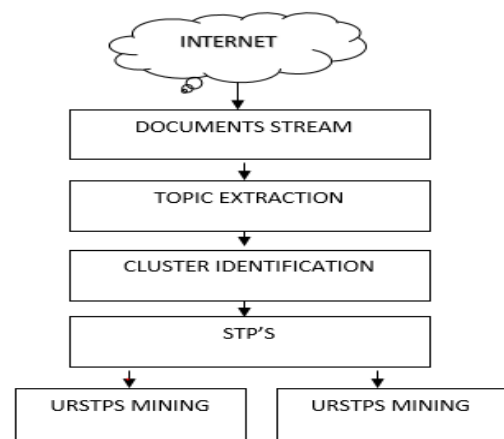 INTERNET
DOCUMENTS STREAM
TOPIC EXTRACTION
CLUSTER IDENTIFICATION
STP'S
URSTPS MINING
URSTPS MINING